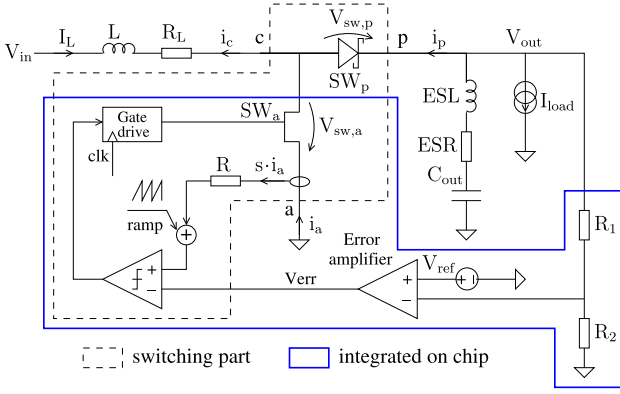 V_in
I_L
L
R_L
i_c
c
V_sw,p
SW_p
p
i_p
V_out
ESL
I_load
ESR
C_out
Gate
drive
clk
SW_a
V_sw,a
R
s·i_a
ramp
+
a
i_a
Error
amplifier
V_ref
R_1
+
−
Verr
+
−
+
R_2
switching part
integrated on chip